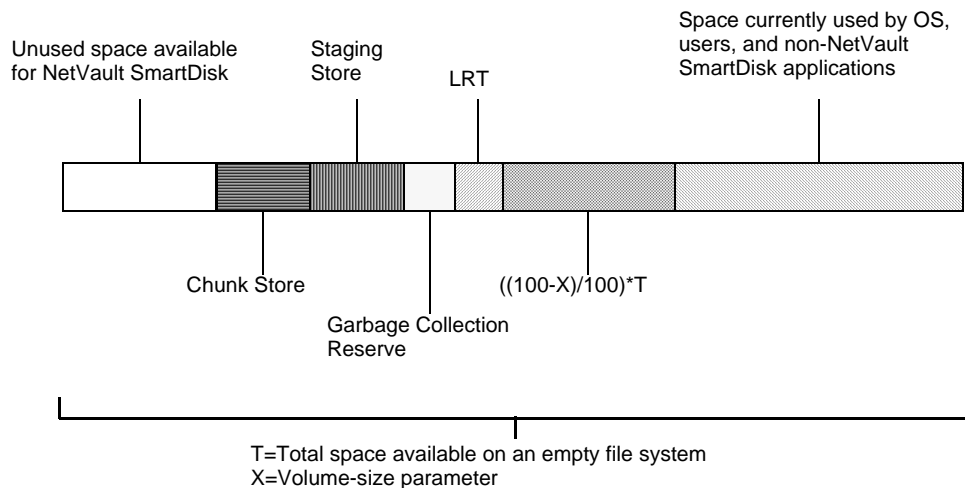 Unused space available
for NetVault SmartDisk
Staging
Store
LRT
Space currently used by OS,
users, and non-NetVault
SmartDisk applications
Chunk Store
Garbage Collection
Reserve
((100-X)/100)*T
T=Total space available on an empty file system
X=Volume-size parameter